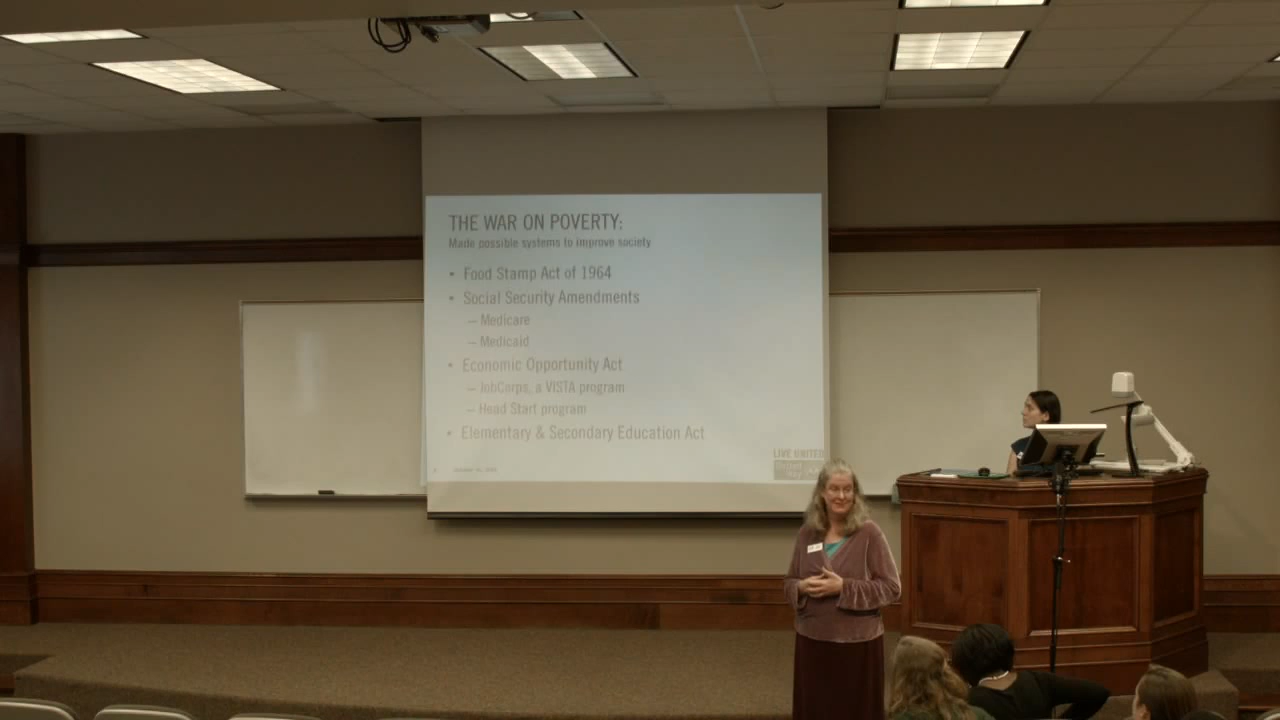 THE WAR ON POVERTY:
Made possible systems to improve society
• Food Stamp Act of 1964
• Social Security Amendments
– Medicare
– Medicaid
• Economic Opportunity Act
– JobCorps, a VISTA program
– Head Start program
• Elementary & Secondary Education Act
LIVE UNITED